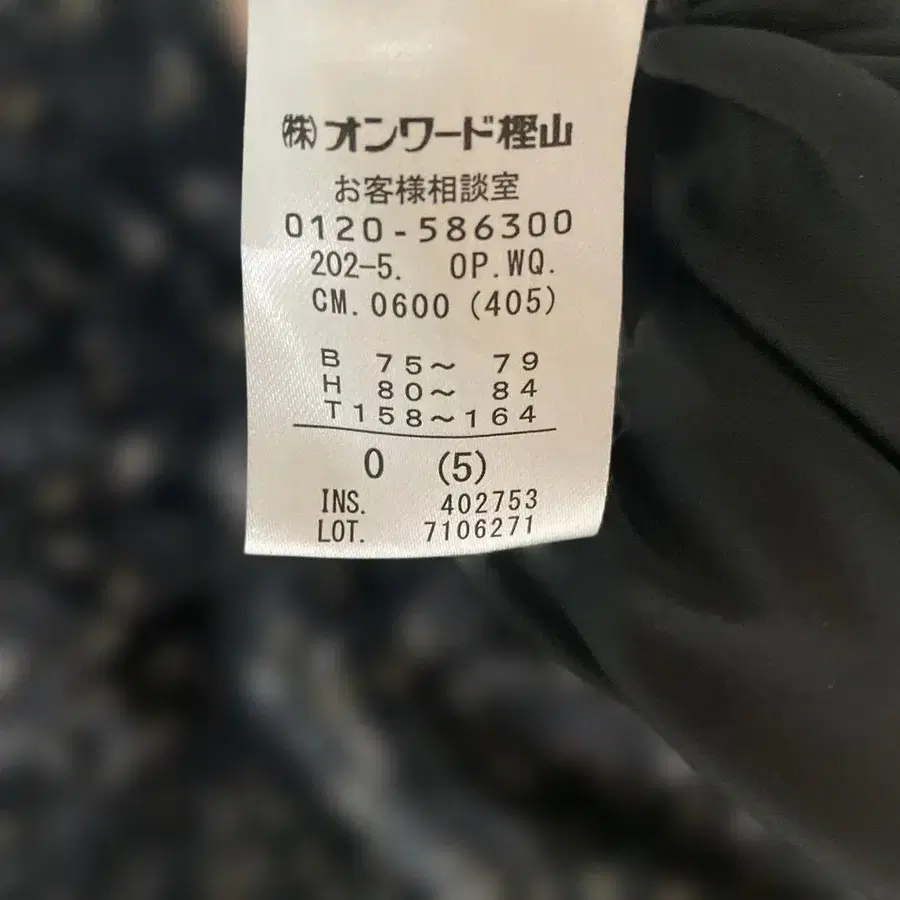 ㈱オンワード樫山
お客様相談室
0120-586300
202-5. OP.WQ.
CM.0600 (405)
B 75～ 79
H 80～ 84
T158～164
0 (5)
INS. 402753
LOT. 7106271